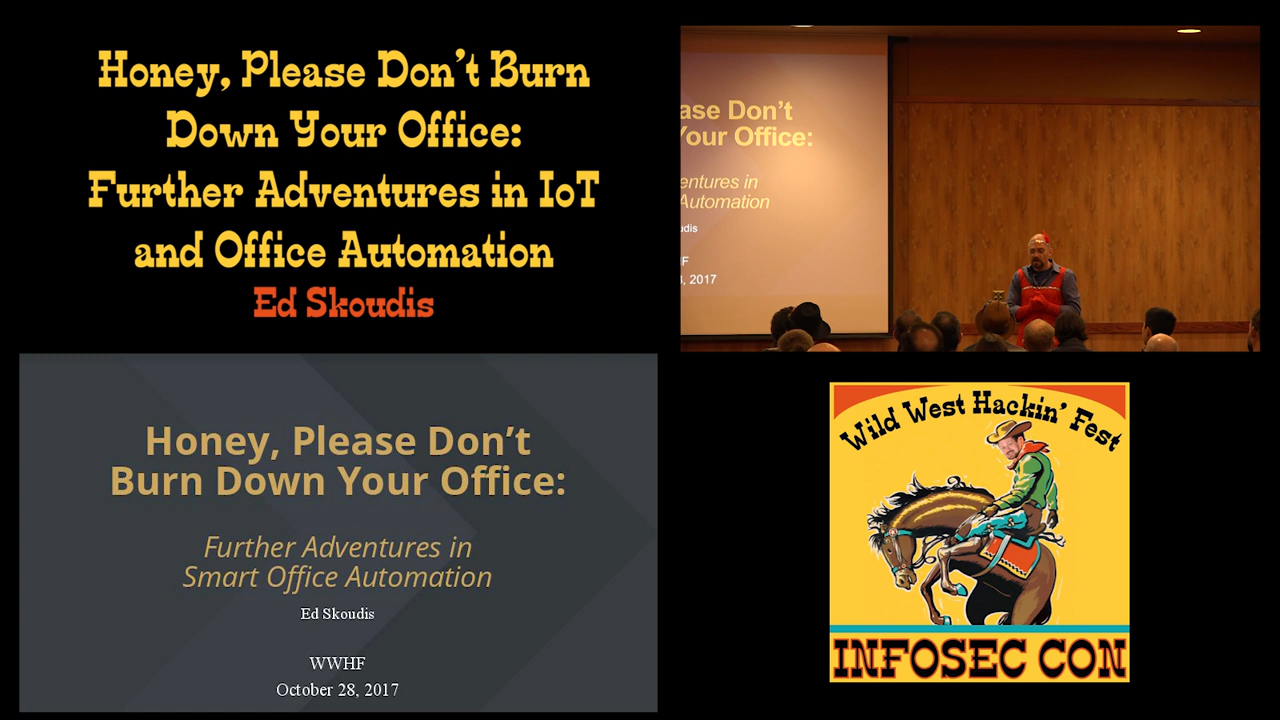 Honey, Please Don't Burn
Down Your Office:
Further Adventures in IoT
and Office Automation
Ed Skoudis
ase Don't
Your Office:
entures in
Automation
udis
F
, 2017
Honey, Please Don't
Burn Down Your Office:
Further Adventures in
Smart Office Automation
Ed Skoudis
WWHF
October 28, 2017
Wild West Hackin' Fest
INFOSEC CON